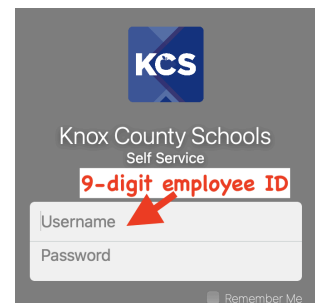 KCS
Knox County Schools
Self Service
9-digit employee ID
Username
Password
Remember Me